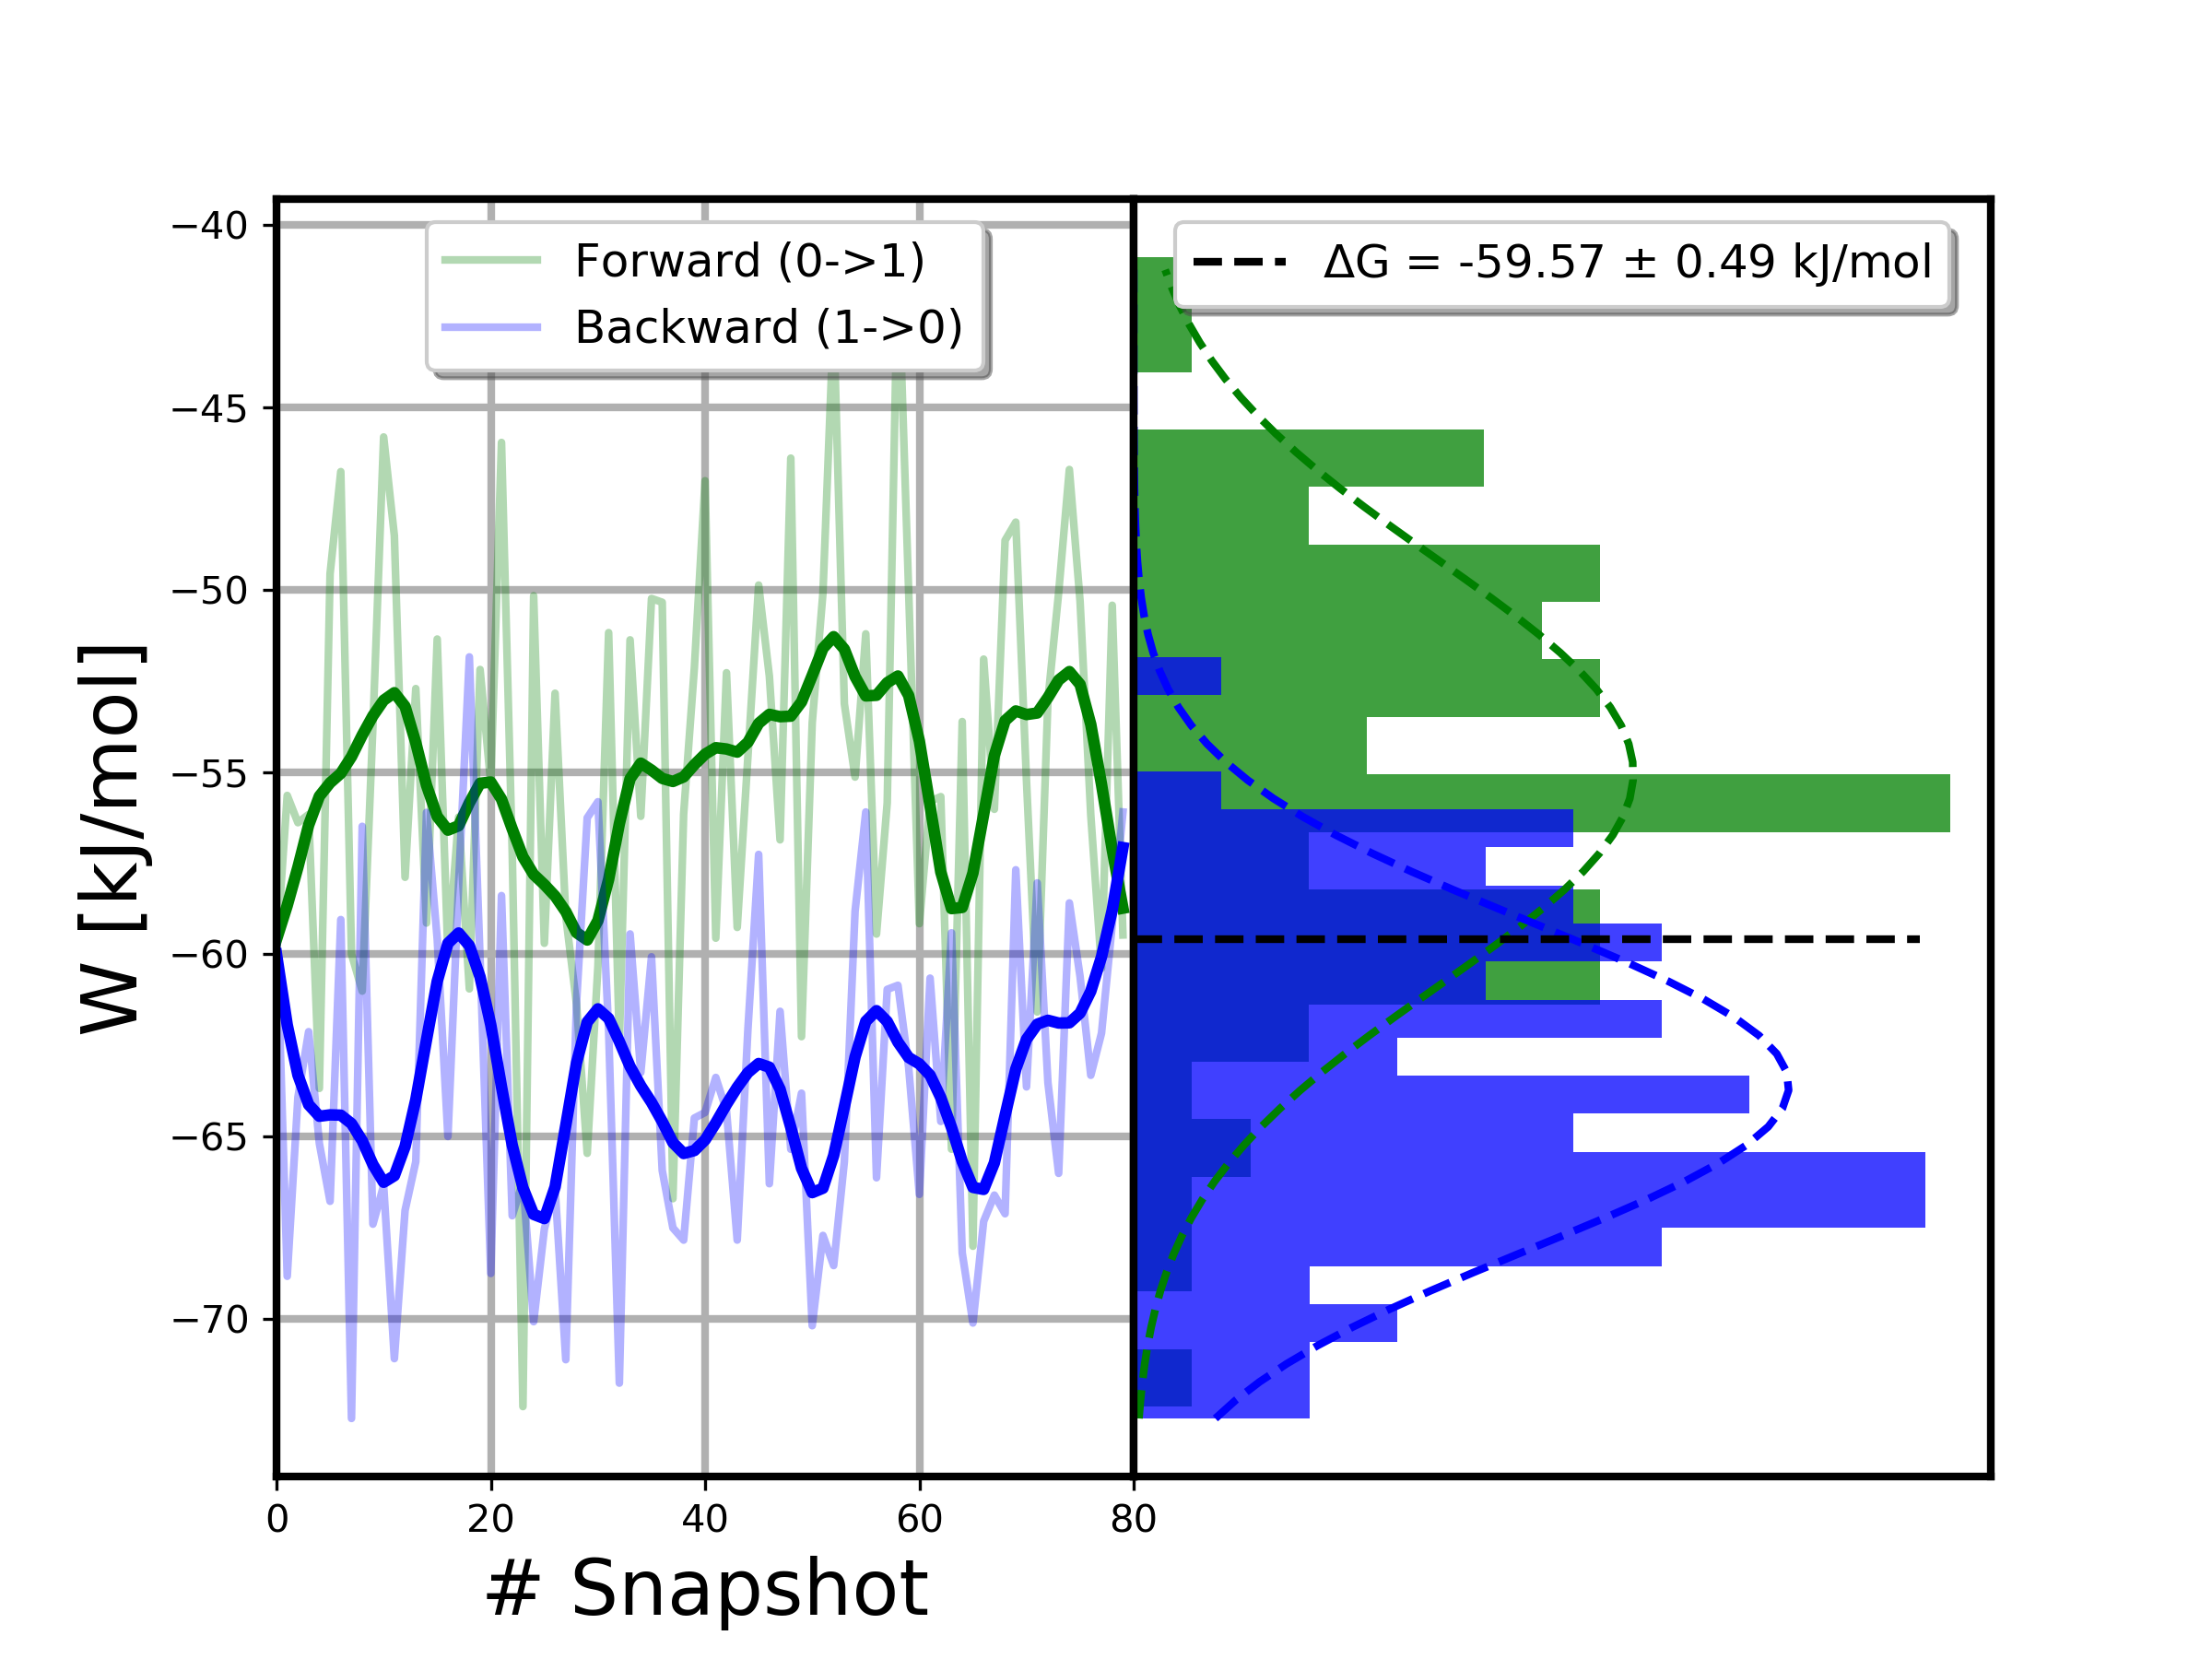 Forward (0->1)
Backward (1->0)
ΔG = -59.57 ± 0.49 kJ/mol
W [kJ/mol]
−40
−45
−50
−55
−60
−65
−70
0
20
40
60
80
# Snapshot